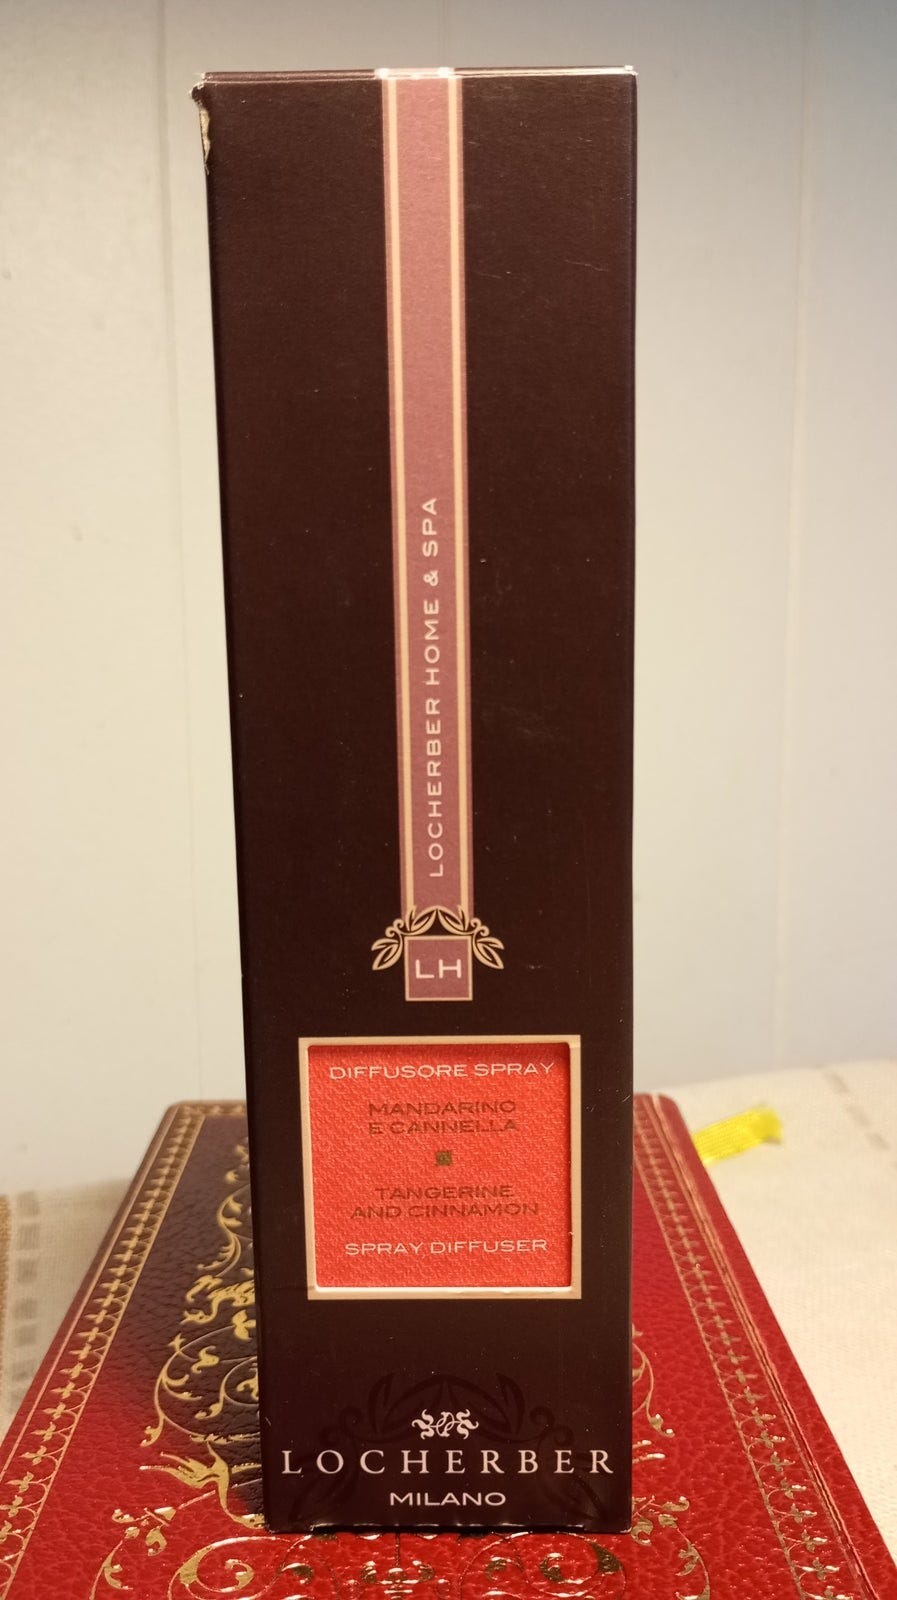 LOCHERBER HOME & SPA
LH
DIFFUSORE SPRAY
MANDARINO
E CANNELLA
TANGERINE
AND CINNAMON
SPRAY DIFFUSER
LOCHERBER
MILANO